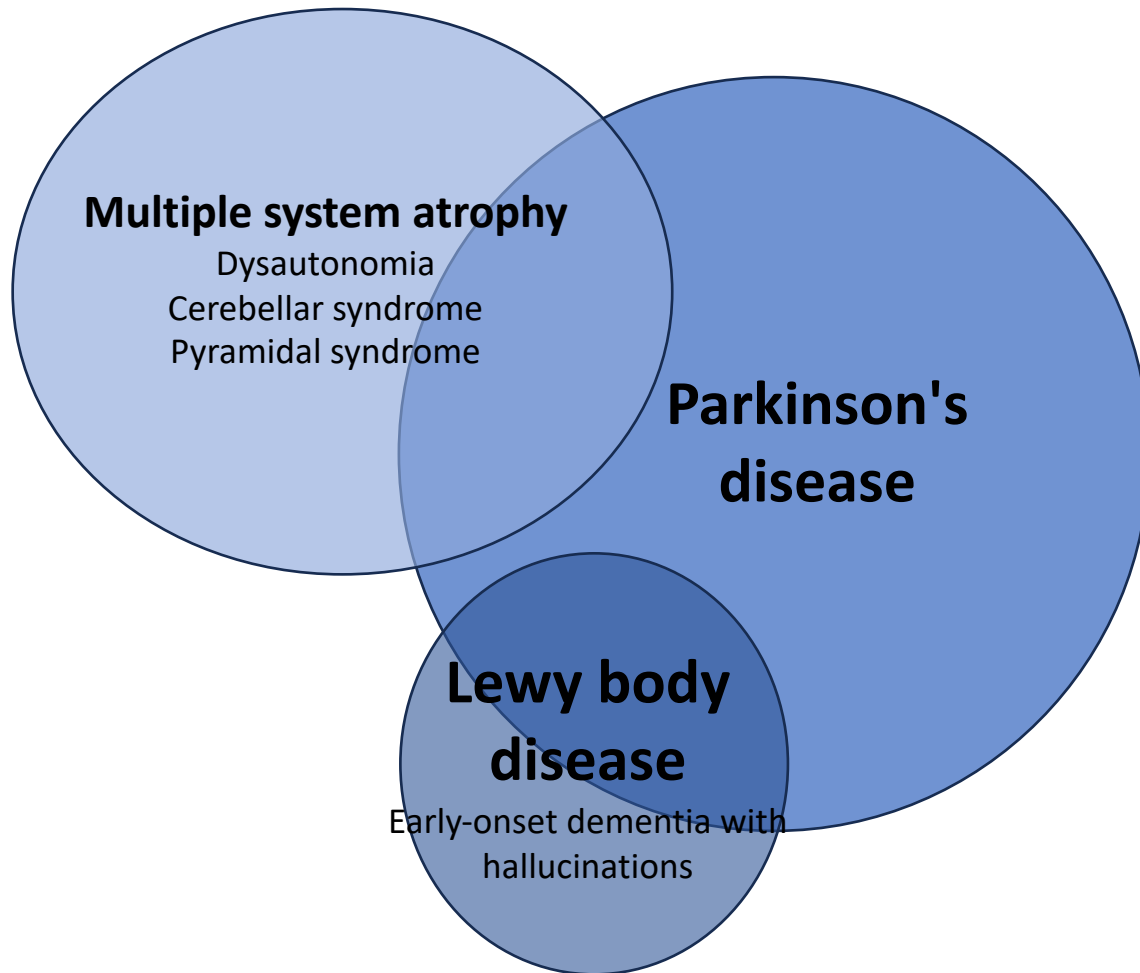 Multiple system atrophy
Dysautonomia
Cerebellar syndrome
Pyramidal syndrome
Parkinson's
disease
Lewy body
disease
Early-onset dementia with
hallucinations